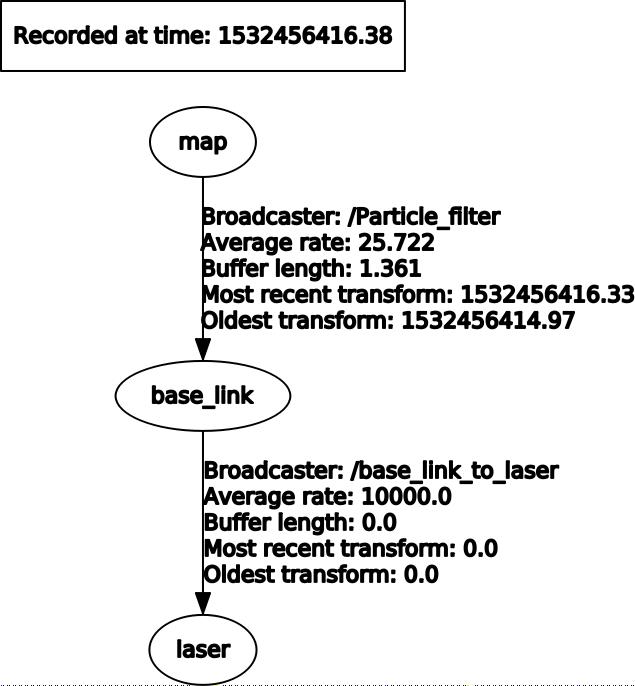 Recorded at time: 1532456416.38
map
Broadcaster: /Particle_filter
Average rate: 25.722
Buffer length: 1.361
Most recent transform: 1532456416.33
Oldest transform: 1532456414.97
base_link
Broadcaster: /base_link_to_laser
Average rate: 10000.0
Buffer length: 0.0
Most recent transform: 0.0
Oldest transform: 0.0
laser